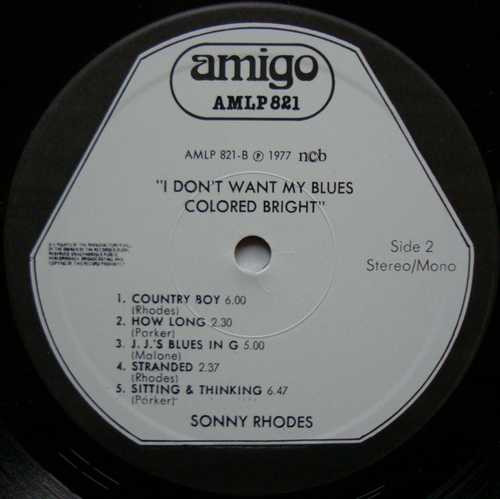 amigo
AMLP 821
AMLP 821-B ℗ 1977 ncb
"I DON'T WANT MY BLUES
COLORED BRIGHT"
Side 2
Stereo/Mono
1. COUNTRY BOY 6.00
(Rhodes)
2. HOW LONG 2.30
(Parker)
3. J.J.'S BLUES IN G 5.00
(Malone)
4. STRANDED 2.37
(Rhodes)
5. SITTING & THINKING 6.47
(Parker)
SONNY RHODES